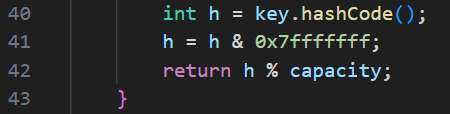 40 int h = key.hashCode();
41 h = h & 0x7fffffff;
42 return h % capacity;
43 }